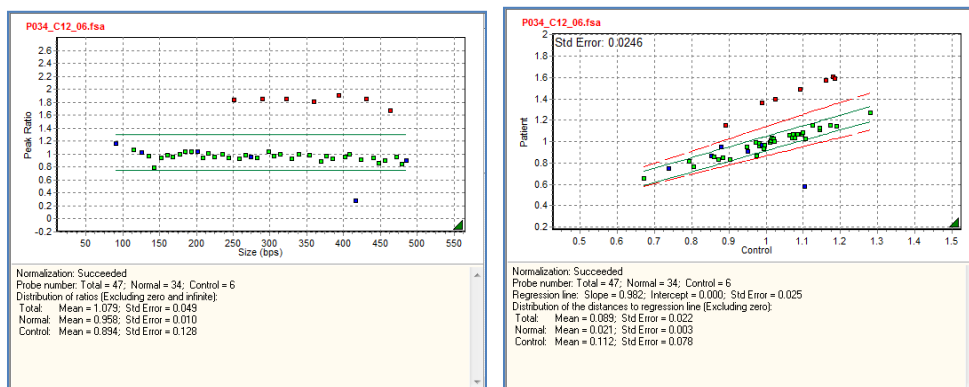 P034_C12_06.fsa
2.6
2.4
2.2
2
1.8
1.6
1.4
1.2
1
0.8
0.6
0.4
0.2
0
-0.2
Peak Ratio
50 100 150 200 250 300 350 400 450 500 550
Size (bps)
Normalization: Succeeded
Probe number: Total = 47; Normal = 34; Control = 6
Distribution of ratios (Excluding zero and infinite):
Total: Mean = 1.079; Std Error = 0.049
Normal: Mean = 0.958; Std Error = 0.010
Control: Mean = 0.894; Std Error = 0.128
P034_C12_06.fsa
Std Error: 0.0246
2
1.8
1.6
1.4
1.2
1
0.8
0.6
0.4
0.2
Patient
0.5 0.6 0.7 0.8 0.9 1 1.1 1.2 1.3 1.4 1.5
Control
Normalization: Succeeded
Probe number: Total = 47; Normal = 34; Control = 6
Regression line: Slope = 0.982; Intercept = 0.000; Std Error = 0.025
Distribution of the distances to regression line (Excluding zero):
Total: Mean = 0.089; Std Error = 0.022
Normal: Mean = 0.021; Std Error = 0.003
Control: Mean = 0.112; Std Error = 0.078